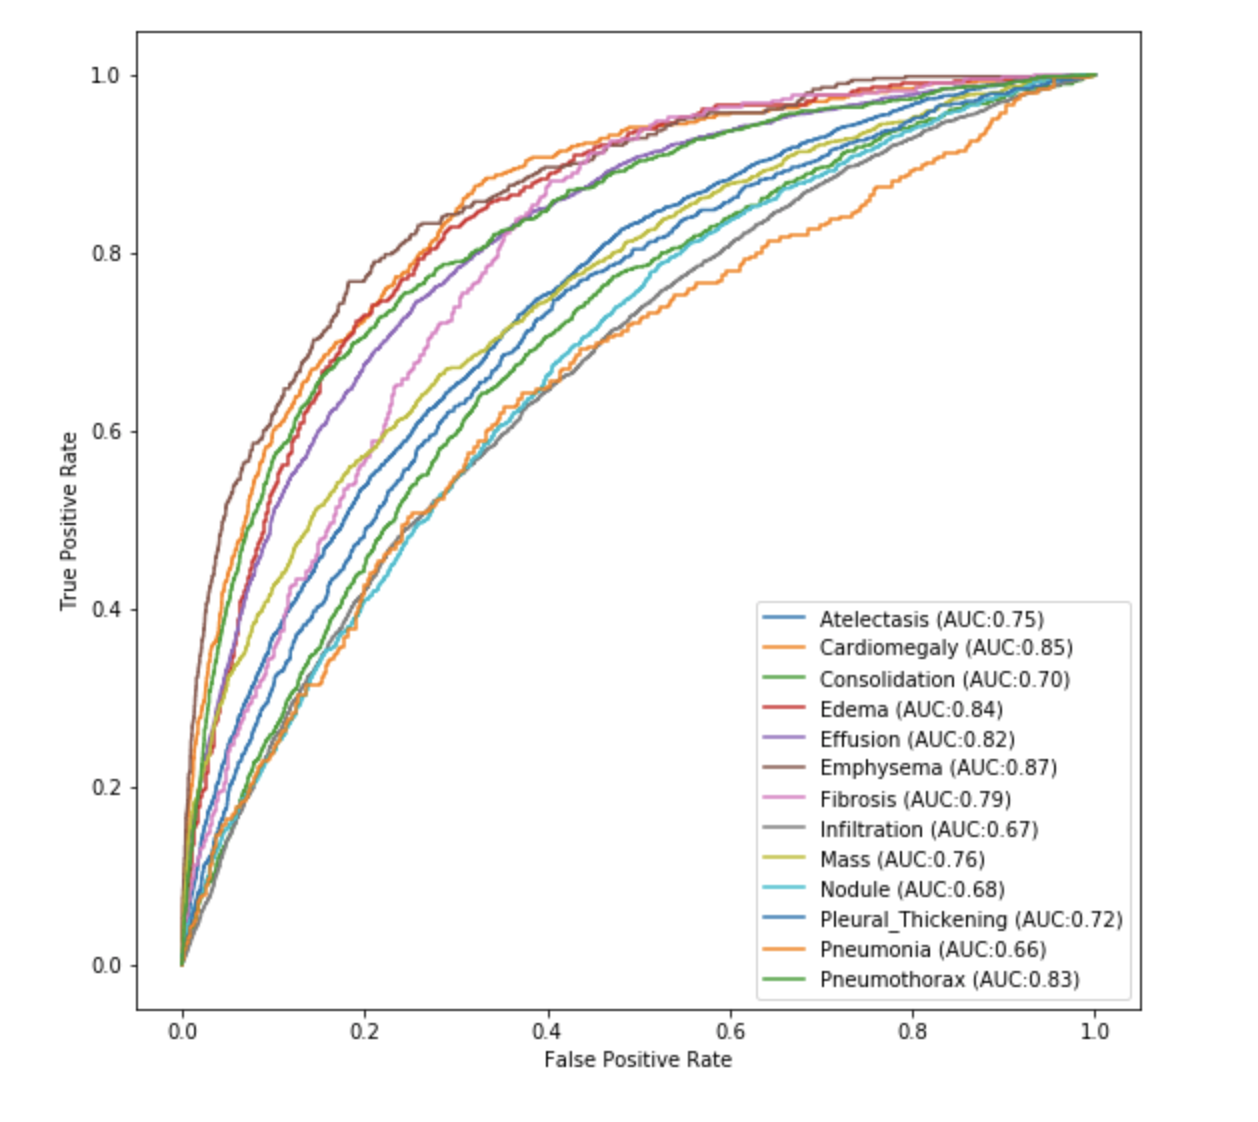 1.0
0.8
0.6
0.4
0.2
0.0
True Positive Rate
Atelectasis (AUC:0.75)
Cardiomegaly (AUC:0.85)
Consolidation (AUC:0.70)
Edema (AUC:0.84)
Effusion (AUC:0.82)
Emphysema (AUC:0.87)
Fibrosis (AUC:0.79)
Infiltration (AUC:0.67)
Mass (AUC:0.76)
Nodule (AUC:0.68)
Pleural_Thickening (AUC:0.72)
Pneumonia (AUC:0.66)
Pneumothorax (AUC:0.83)
0.0 0.2 0.4 0.6 0.8 1.0
False Positive Rate